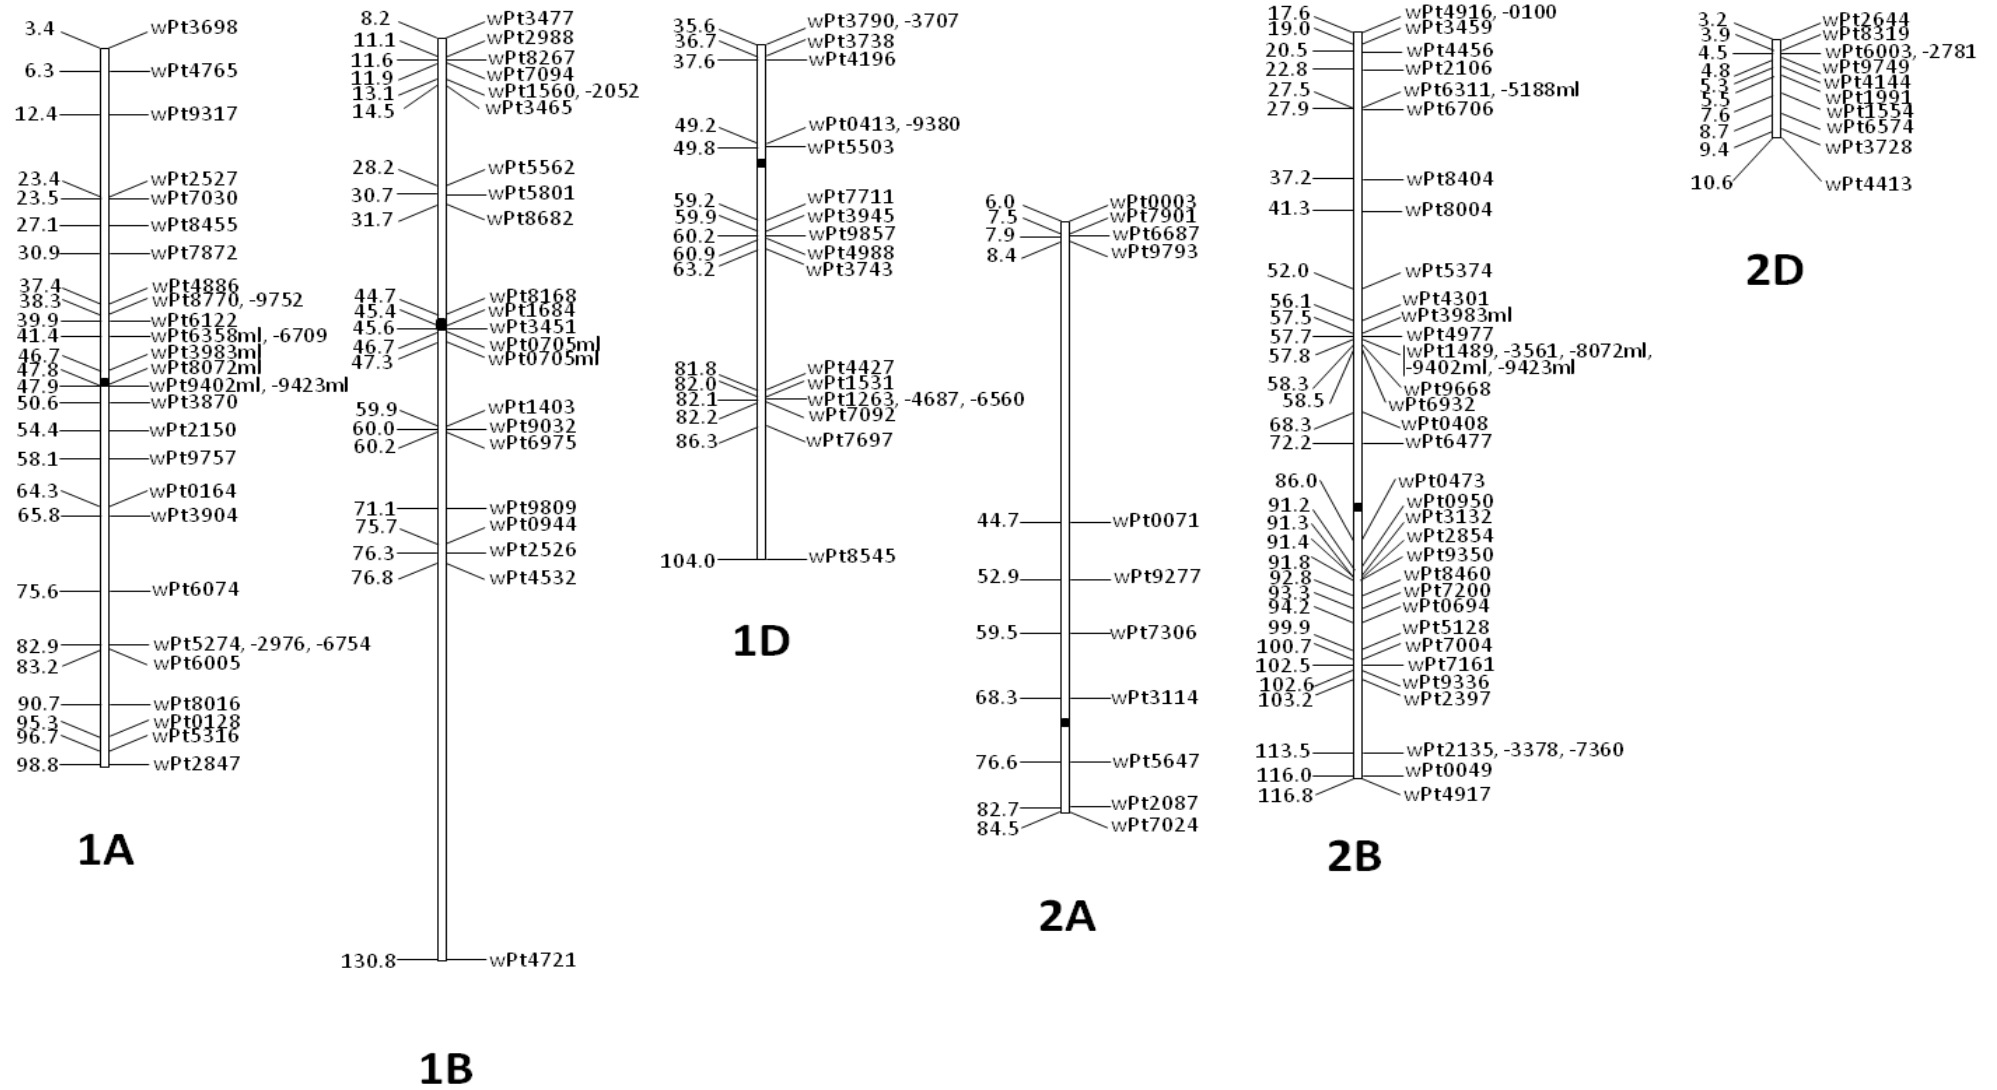 3.4 wPt3698
6.3 wPt4765
12.4 wPt9317
23.4 wPt2527
23.5 wPt7030
27.1 wPt8455
30.9 wPt7872
37.4 wPt4886
38.3 wPt8770, -9752
39.9 wPt6122
41.4 wPt6358ml, -6709
46.7 wPt3983ml
47.8 wPt8072ml
47.9 wPt9402ml, -9423ml
50.6 wPt3870
54.4 wPt2150
58.1 wPt9757
64.3 wPt0164
65.8 wPt3904
75.6 wPt6074
82.9 wPt5274, -2976, -6754
83.2 wPt6005
90.7 wPt8016
95.3 wPt0128
96.7 wPt5316
98.8 wPt2847
1A
8.2 wPt3477
11.1 wPt2988
11.6 wPt8267
11.9 wPt7094
13.1 wPt1560, -2052
14.5 wPt3465
28.2 wPt5562
30.7 wPt5801
31.7 wPt8682
44.7 wPt8168
45.4 wPt1684
45.6 wPt3451
46.7 wPt0705ml
47.3 wPt0705ml
59.9 wPt1403
60.0 wPt9032
60.2 wPt6975
71.1 wPt9809
75.7 wPt0944
76.3 wPt2526
76.8 wPt4532
130.8 wPt4721
1B
35.6 wPt3790, -3707
36.7 wPt3738
37.6 wPt4196
49.2 wPt0413, -9380
49.8 wPt5503
59.2 wPt7711
59.9 wPt3945
60.2 wPt9857
60.9 wPt4988
63.2 wPt3743
81.8 wPt4427
82.0 wPt1531
82.1 wPt1263, -4687, -6560
82.2 wPt7092
86.3 wPt7697
104.0 wPt8545
1D
6.0 wPt0003
7.5 wPt7901
7.9 wPt6687
8.4 wPt9793
44.7 wPt0071
52.9 wPt9277
59.5 wPt7306
68.3 wPt3114
76.6 wPt5647
82.7 wPt2087
84.5 wPt7024
2A
17.6 wPt4916, -0100
19.0 wPt3459
20.5 wPt4456
22.8 wPt2106
27.5 wPt6311, -5188ml
27.9 wPt6706
37.2 wPt8404
41.3 wPt8004
52.0 wPt5374
56.1 wPt4301
57.5 wPt3983ml
57.7 wPt4977
57.8 wPt1489, -3561, -8072ml,
-9402ml, -9423ml
58.3 wPt9668
58.5 wPt6932
68.3 wPt0408
72.2 wPt6477
86.0 wPt0473
91.2 wPt0950
91.3 wPt3132
91.4 wPt2854
91.8 wPt9350
92.8 wPt8460
93.3 wPt7200
94.2 wPt0694
99.9 wPt5128
100.7 wPt7004
102.5 wPt7161
102.6 wPt9336
103.2 wPt2397
113.5 wPt2135, -3378, -7360
116.0 wPt0049
116.8 wPt4917
2B
3.2 wPt2644
3.9 wPt8319
4.5 wPt6003, -2781
4.8 wPt9749
5.3 wPt4144
5.5 wPt1991
7.6 wPt1554
8.7 wPt6574
9.4 wPt3728
10.6 wPt4413
2D